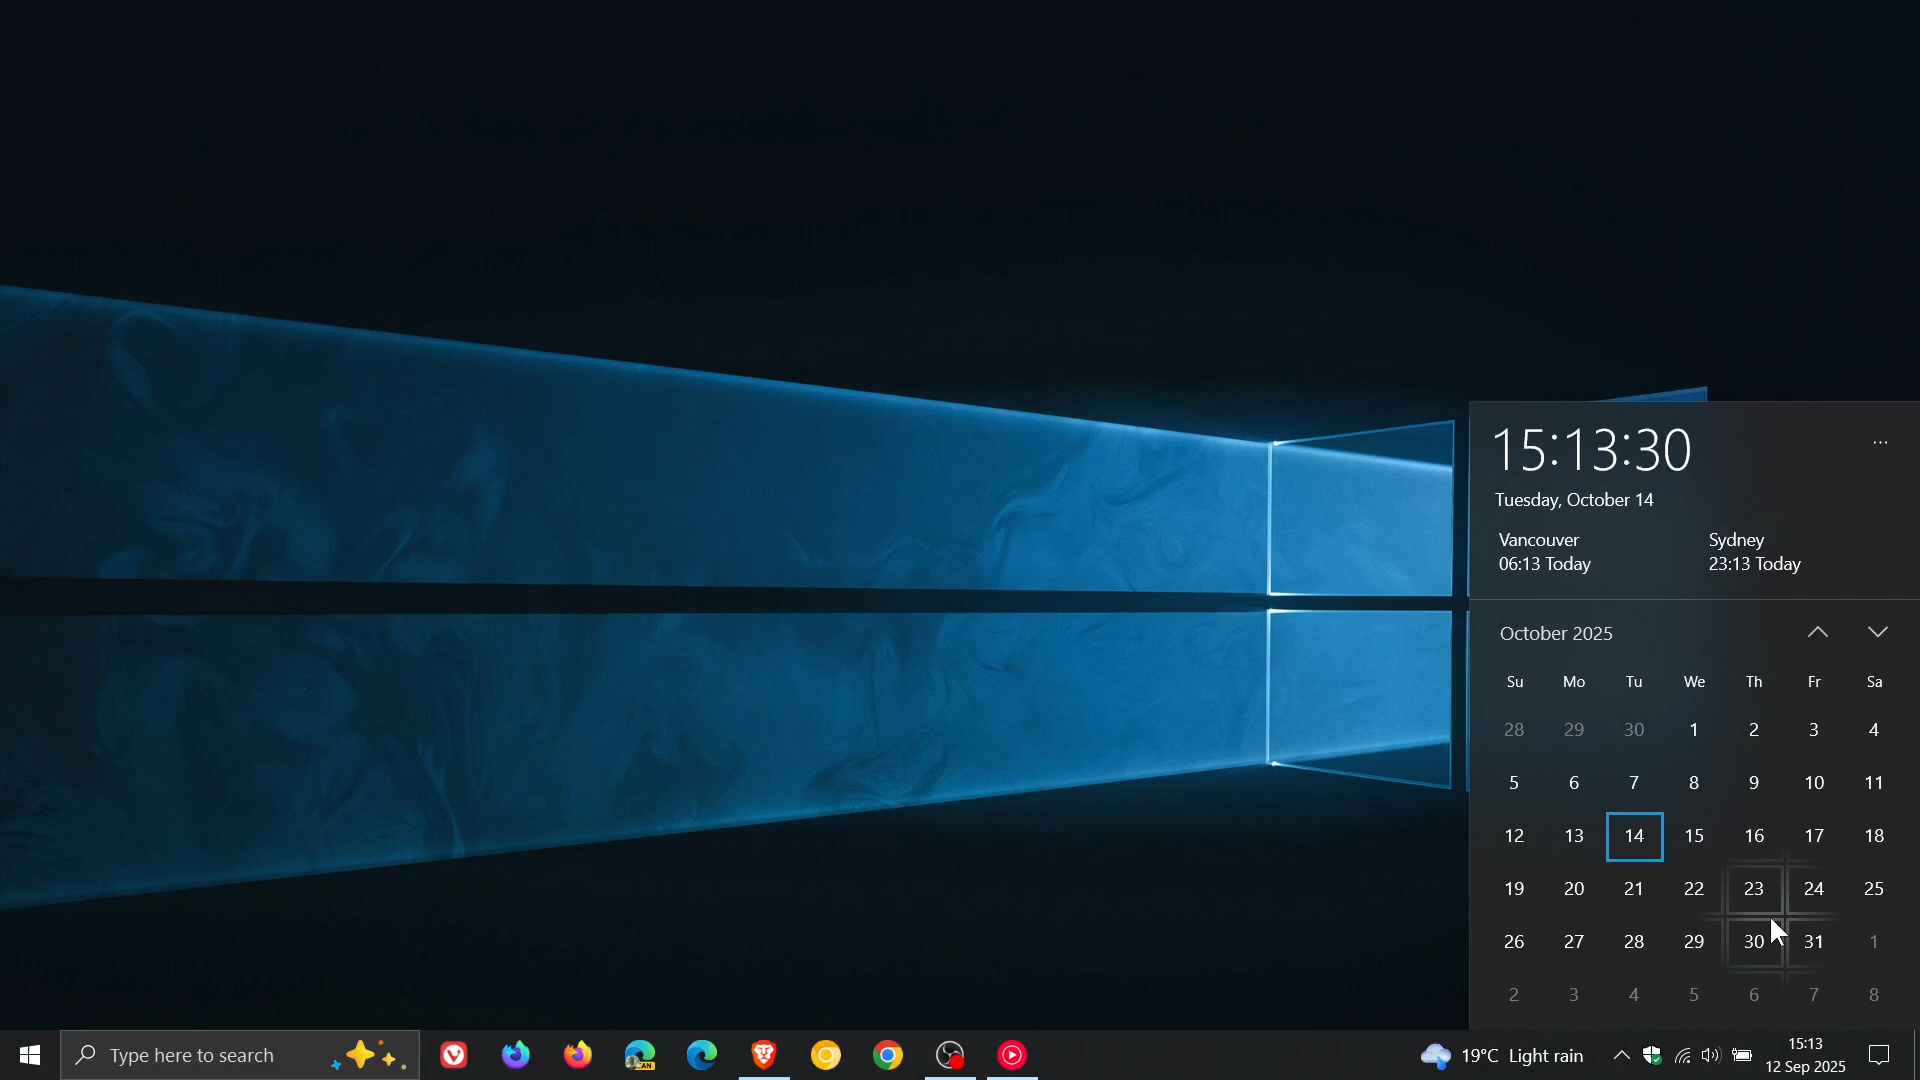 15:13:30
...
Tuesday, October 14
Vancouver
06:13 Today
Sydney
23:13 Today
October 2025
Su Mo Tu We Th Fr Sa
28 29 30 1 2 3 4
5 6 7 8 9 10 11
12 13 14 15 16 17 18
19 20 21 22 23 24 25
26 27 28 29 30 31 1
2 3 4 5 6 7 8
Type here to search
CAN
19°C Light rain
15:13
12 Sep 2025